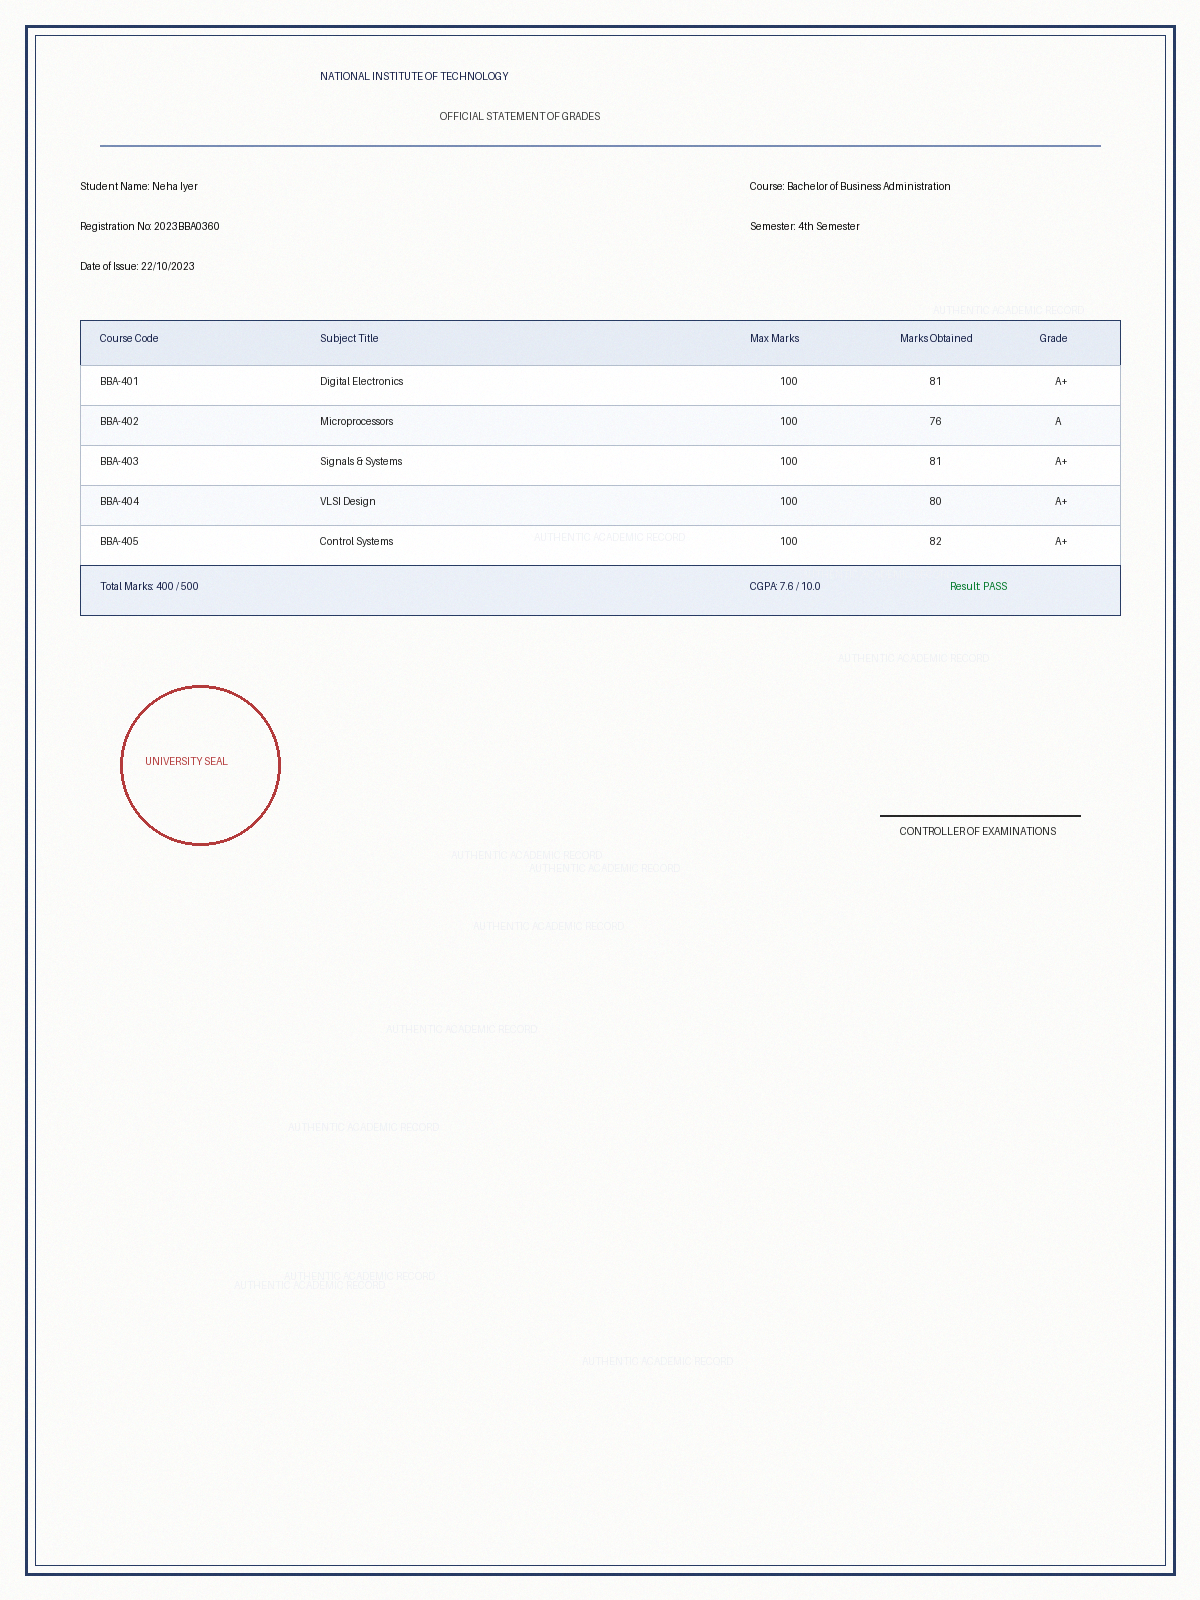 NATIONAL INSTITUTE OF TECHNOLOGY
OFFICIAL STATEMENT OF GRADES
Student Name: Neha Iyer
Course: Bachelor of Business Administration
Registration No: 2023BBA0360
Semester: 4th Semester
Date of Issue: 22/10/2023
AUTHENTIC ACADEMIC RECORD
Course Code Subject Title Max Marks Marks Obtained Grade
BBA-401 Digital Electronics 100 81 A+
BBA-402 Microprocessors 100 76 A
BBA-403 Signals & Systems 100 81 A+
BBA-404 VLSI Design 100 80 A+
BBA-405 Control Systems 100 82 A+
AUTHENTIC ACADEMIC RECORD
Total Marks: 400 / 500 CGPA: 7.6 / 10.0 Result: PASS
AUTHENTIC ACADEMIC RECORD
UNIVERSITY SEAL
CONTROLLER OF EXAMINATIONS
AUTHENTIC ACADEMIC RECORD
AUTHENTIC ACADEMIC RECORD
AUTHENTIC ACADEMIC RECORD
AUTHENTIC ACADEMIC RECORD
AUTHENTIC ACADEMIC RECORD
AUTHENTIC ACADEMIC RECORD
AUTHENTIC ACADEMIC RECORD
AUTHENTIC ACADEMIC RECORD